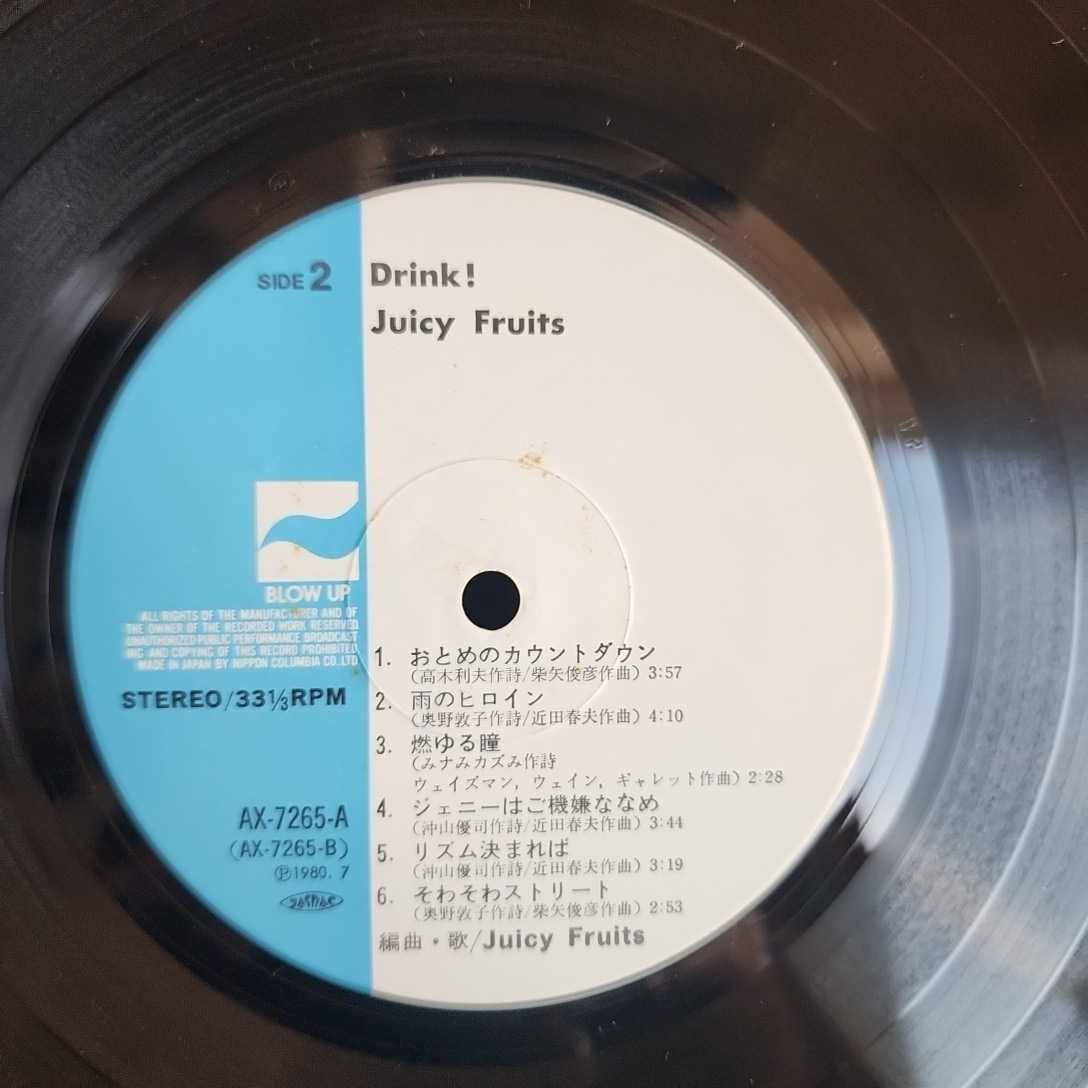 SIDE 2
Drink!
Juicy Fruits
BLOW UP
ALL RIGHTS OF THE MANUFACTURER AND OF
THE OWNER OF THE RECORDED WORK RESERVED
UNAUTHORIZED PUBLIC PERFORMANCE BROADCAST
ING AND COPYING OF THIS RECORD PROHIBITED
MADE IN JAPAN BY NIPPON COLUMBIA CO.LTD
STEREO/33⅓RPM
AX-7265-A
(AX-7265-B)
Ⓟ1980. 7
1. おとめのカウントダウン
(高木利夫作詩/柴矢俊彦作曲) 3:57
2. 雨のヒロイン
(奥野敦子作詩/近田春夫作曲) 4:10
3. 燃ゆる瞳
(みナみカズみ作詩
ウェイズマン, ウェイン, ギャレット作曲) 2:28
4. ジェニーはご機嫌ななめ
(沖山優司作詩/近田春夫作曲) 3:44
5. リズム決まれば
(沖山優司作詩/近田春夫作曲) 3:19
6. そわそわストリート
(奥野敦子作詩/柴矢俊彦作曲) 2:53
編曲・歌/Juicy Fruits